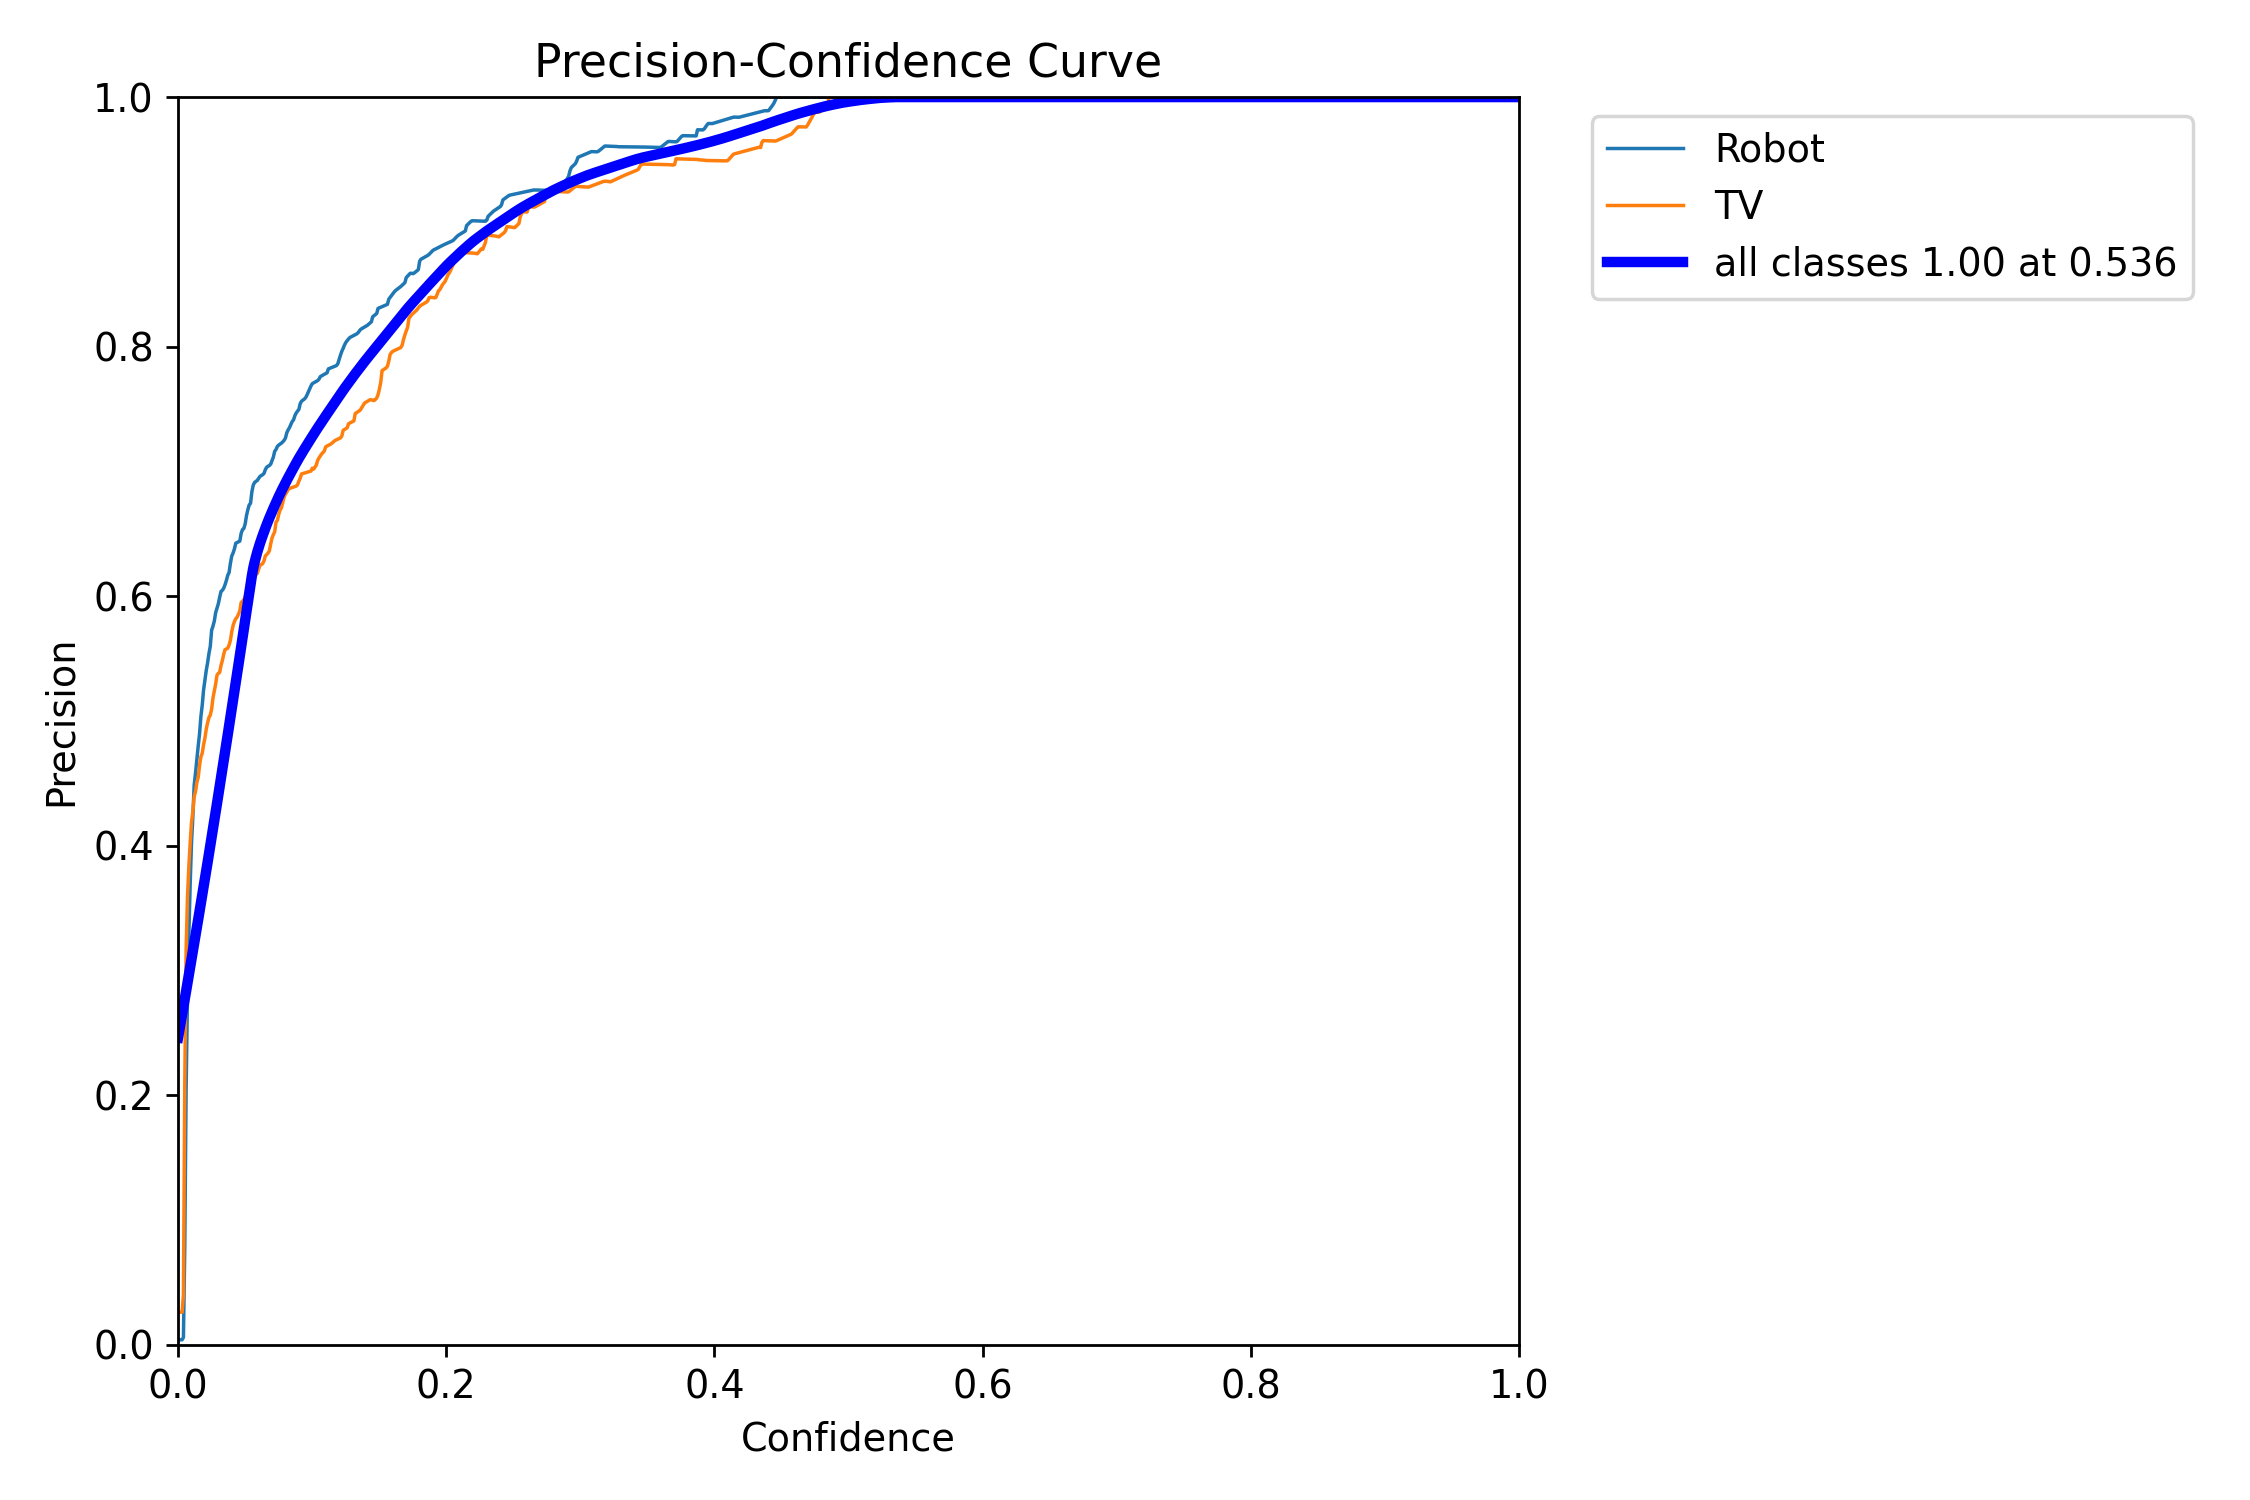 Precision-Confidence Curve
1.0
0.8
0.6
0.4
0.2
0.0
Precision
0.0 0.2 0.4 0.6 0.8 1.0
Confidence
Robot
TV
all classes 1.00 at 0.536